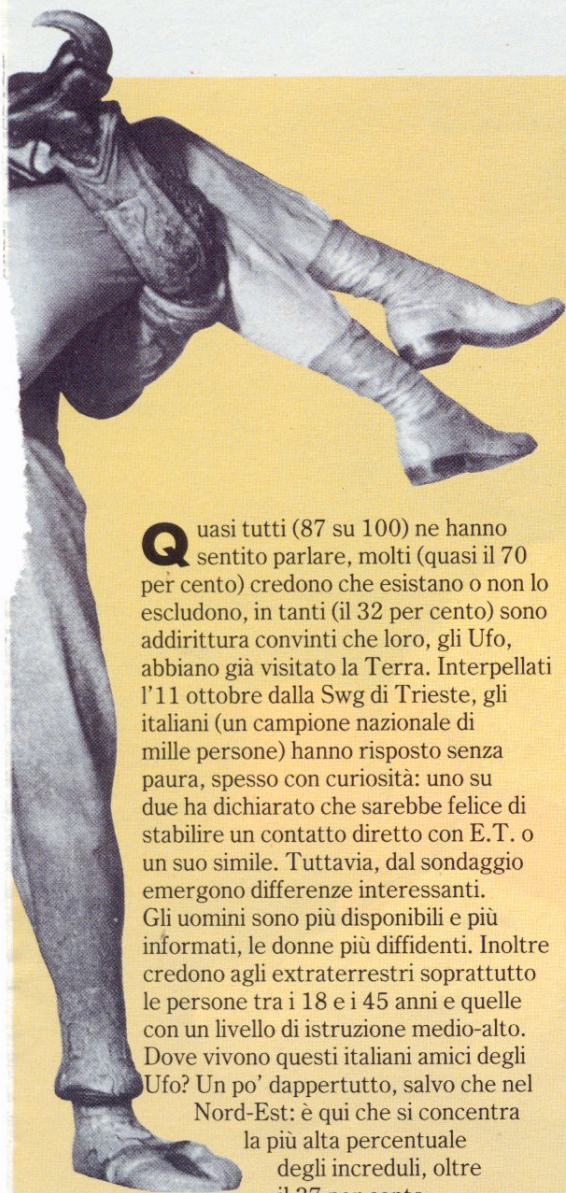 Quasi tutti (87 su 100) ne hanno
sentito parlare, molti (quasi il 70
per cento) credono che esistano o non lo
escludono, in tanti (il 32 per cento) sono
addirittura convinti che loro, gli Ufo,
abbiano già visitato la Terra. Interpellati
l'11 ottobre dalla Swg di Trieste, gli
italiani (un campione nazionale di
mille persone) hanno risposto senza
paura, spesso con curiosità: uno su
due ha dichiarato che sarebbe felice di
stabilire un contatto diretto con E.T. o
un suo simile. Tuttavia, dal sondaggio
emergono differenze interessanti.
Gli uomini sono più disponibili e più
informati, le donne più diffidenti. Inoltre
credono agli extraterrestri soprattutto
le persone tra i 18 e i 45 anni e quelle
con un livello di istruzione medio-alto.
Dove vivono questi italiani amici degli
Ufo? Un po' dappertutto, salvo che nel
Nord-Est: è qui che si concentra
la più alta percentuale
degli increduli, oltre
il 37 per cento